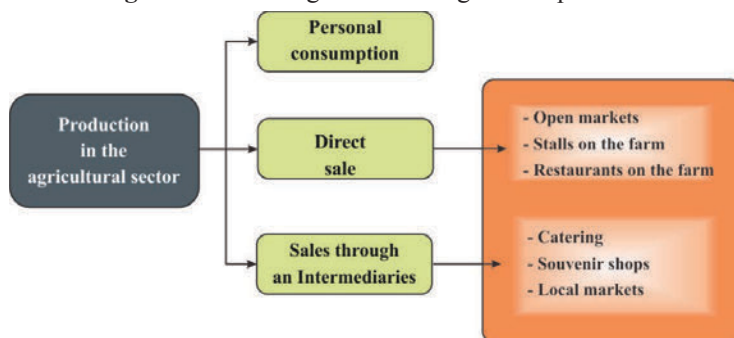 Personal
consumption
Production
in the
agricultural sector
Direct
sale
- Open markets
- Stalls on the farm
- Restaurants on the farm
Sales through
an Intermediaries
- Catering
- Souvenir shops
- Local markets